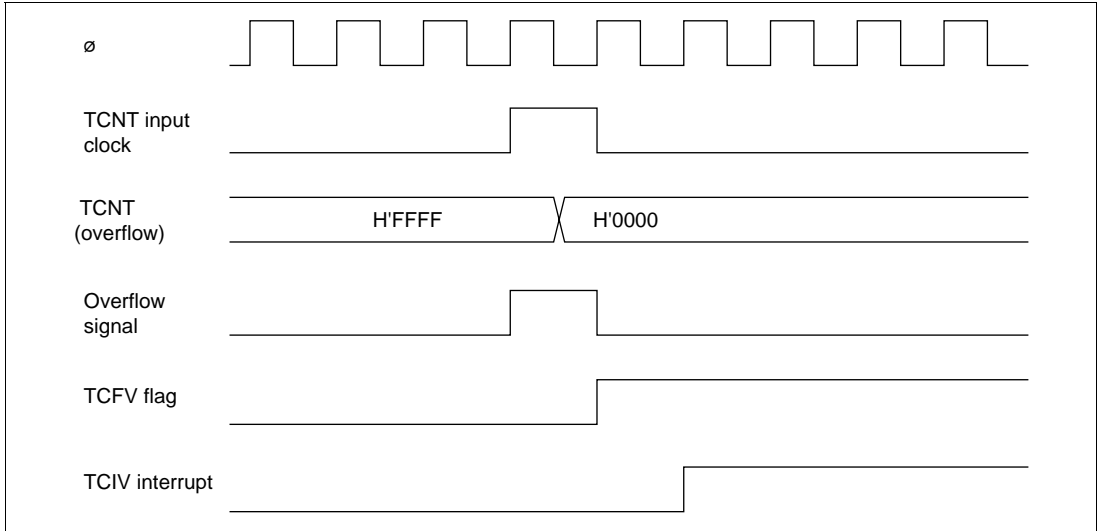 ø
TCNT input
clock
TCNT
(overflow)
H'FFFF
H'0000
Overflow
signal
TCFV flag
TCIV interrupt